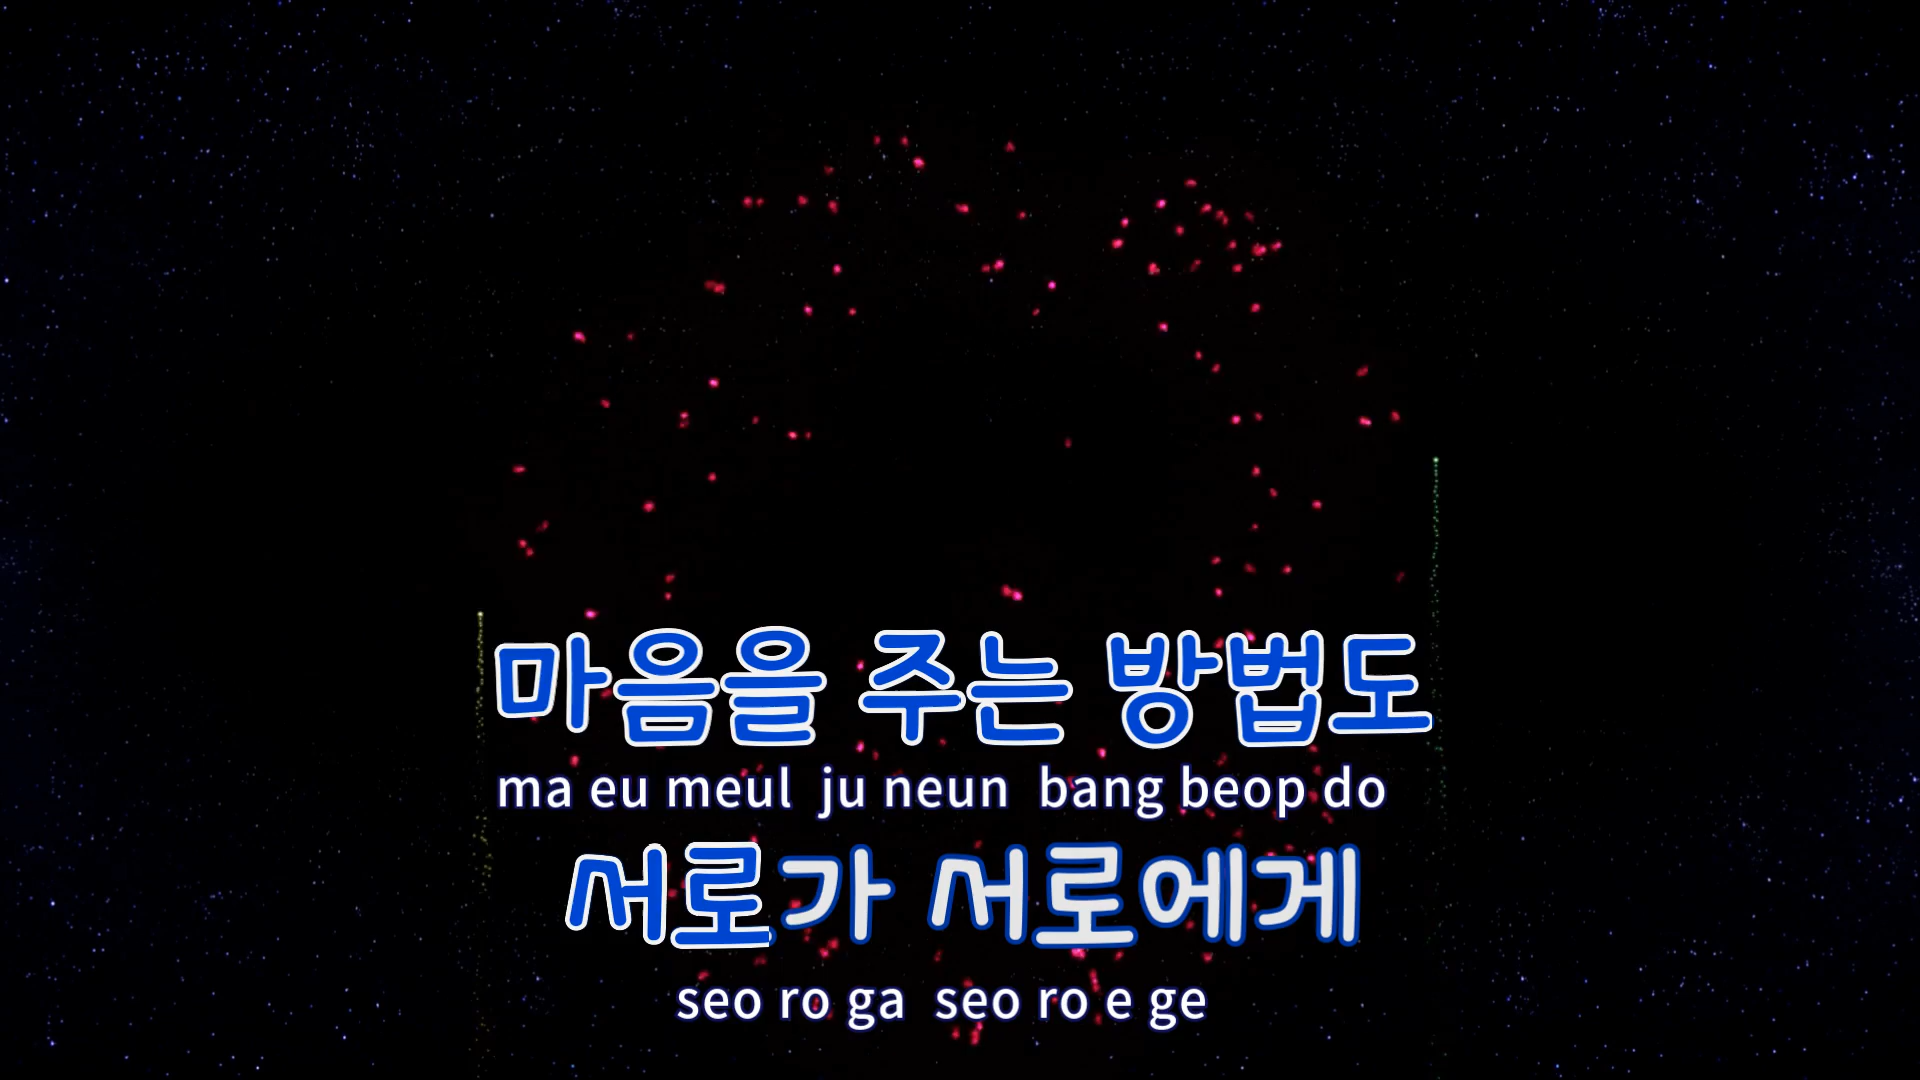 마음을 주는 방법도
ma eu meul ju neun bang beop do
서로가 서로에게
seo ro ga seo ro e ge